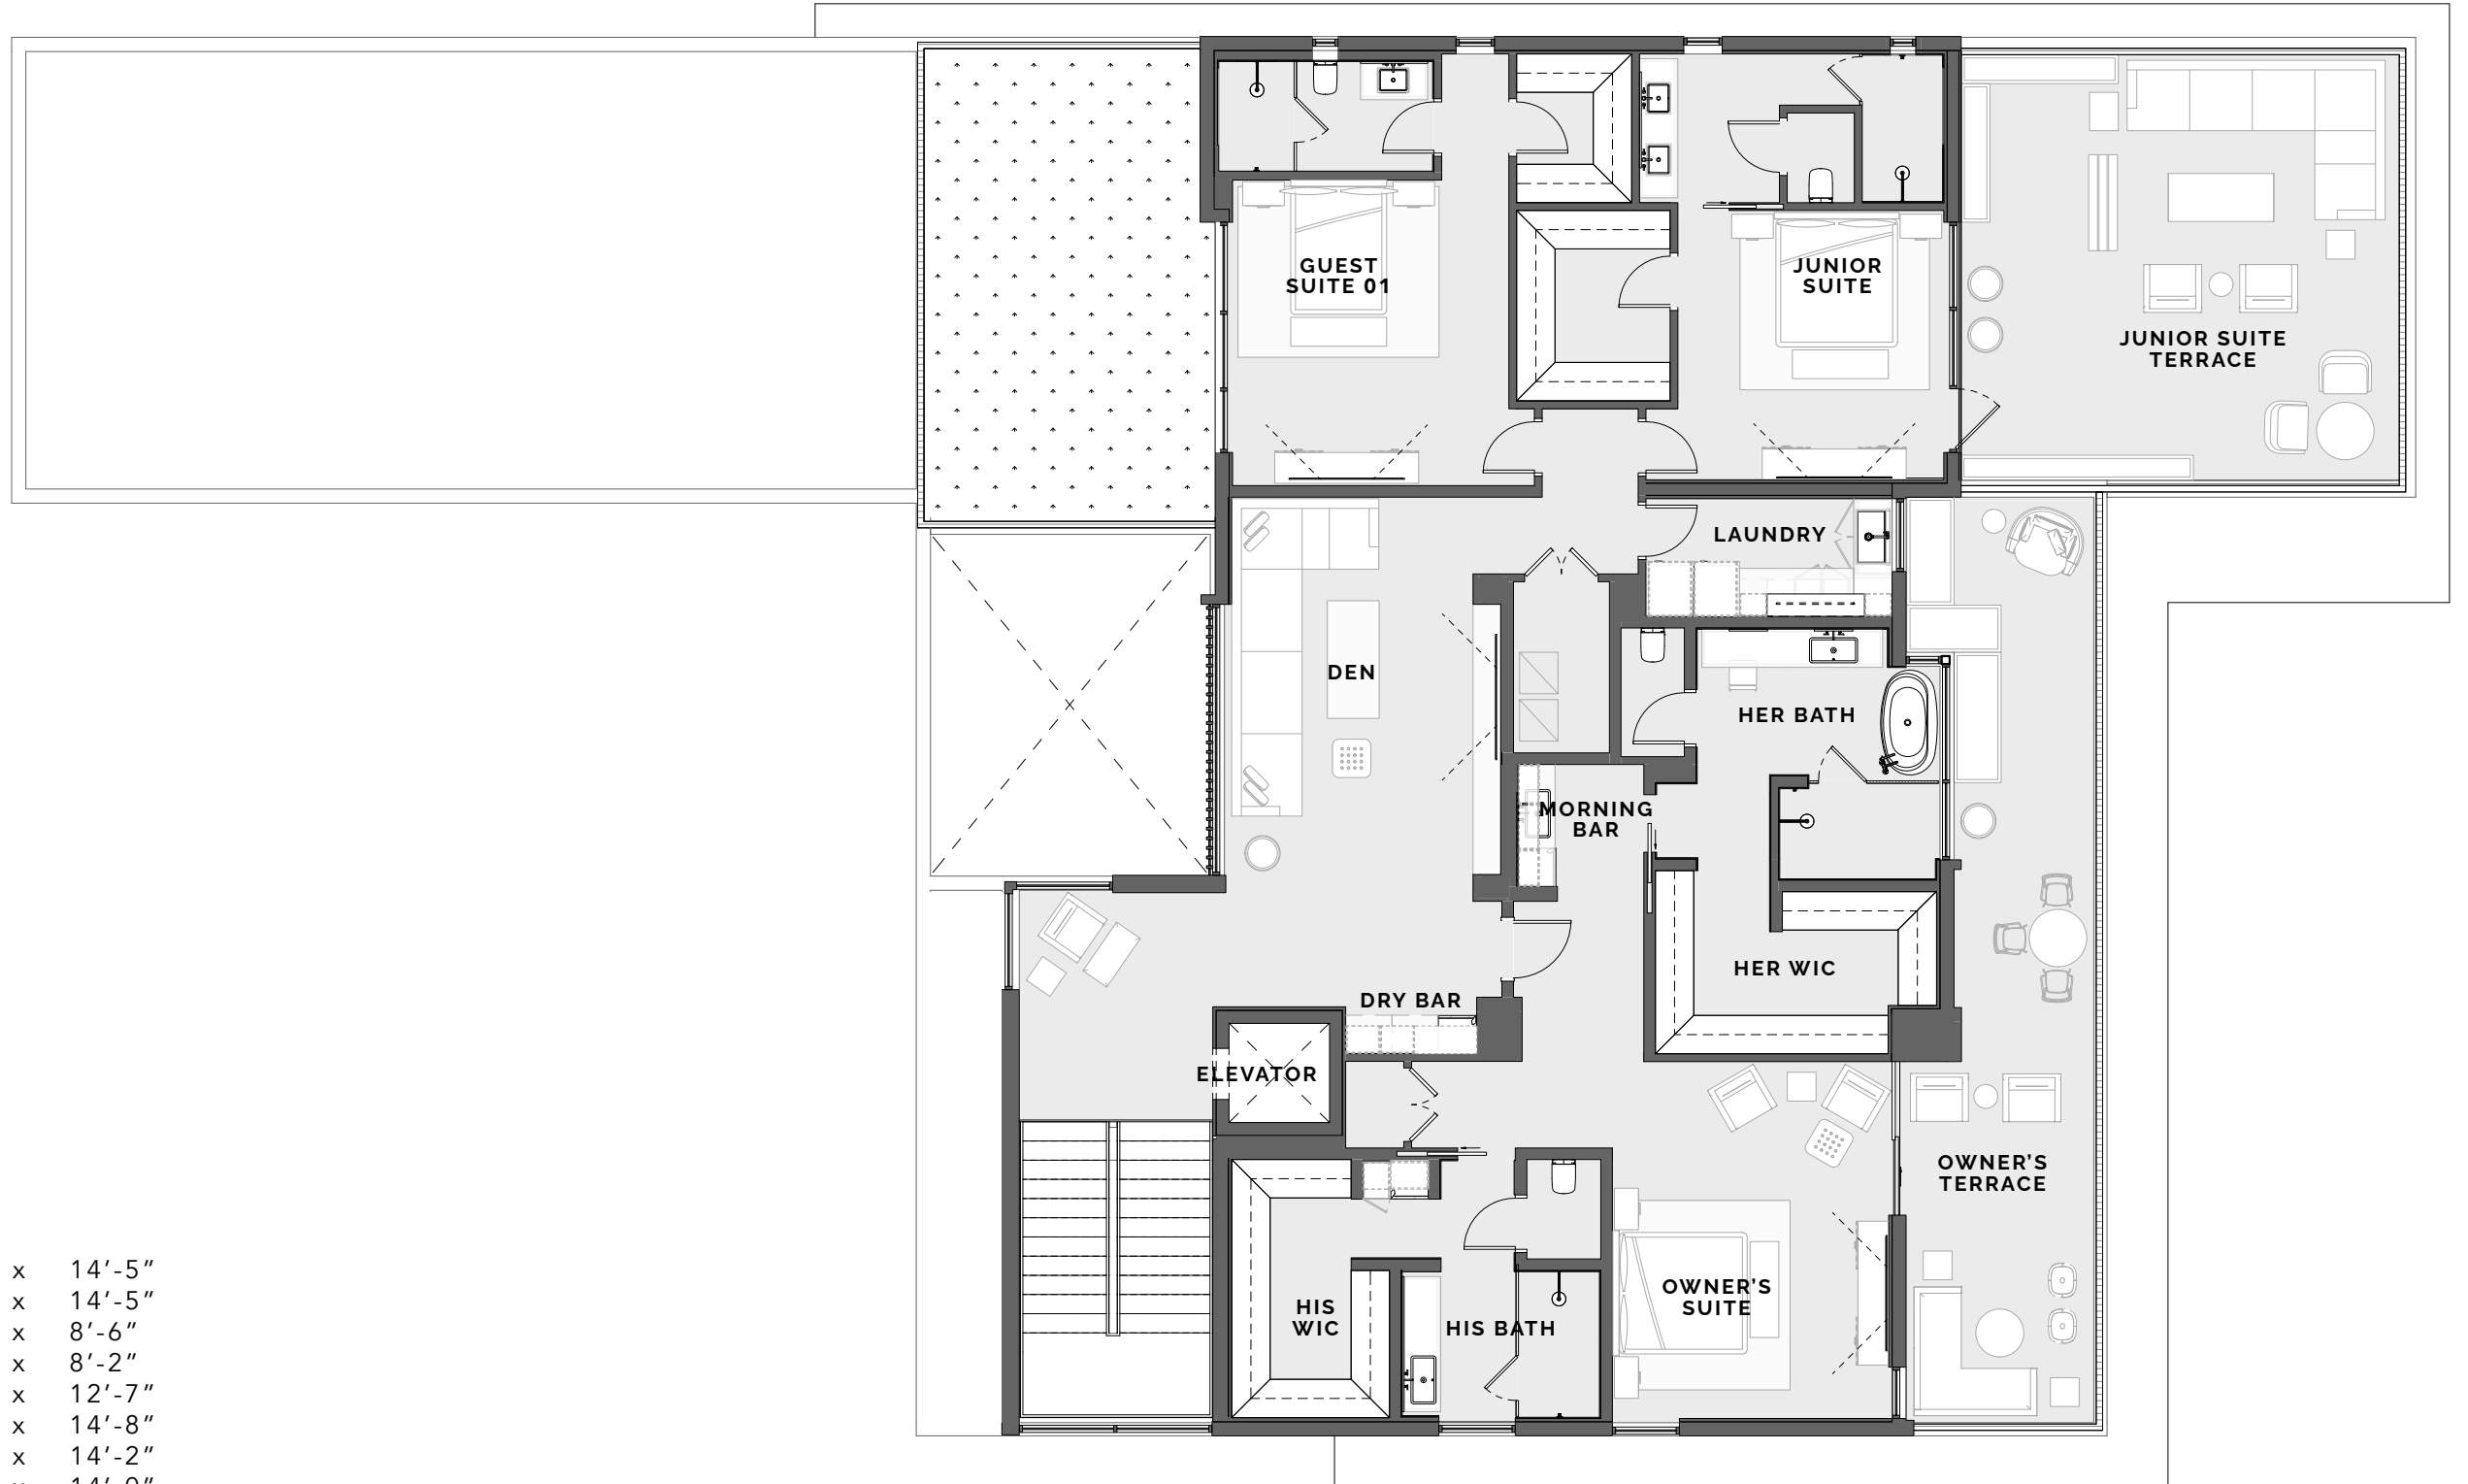 GUEST
SUITE 01
JUNIOR
SUITE
JUNIOR SUITE
TERRACE
LAUNDRY
DEN
HER BATH
MORNING
BAR
HER WIC
DRY BAR
ELEVATOR
OWNER'S
TERRACE
OWNER'S
SUITE
HIS
WIC
HIS BATH
x 14'-5"
x 14'-5"
x 8'-6"
x 8'-2"
x 12'-7"
x 14'-8"
x 14'-2"